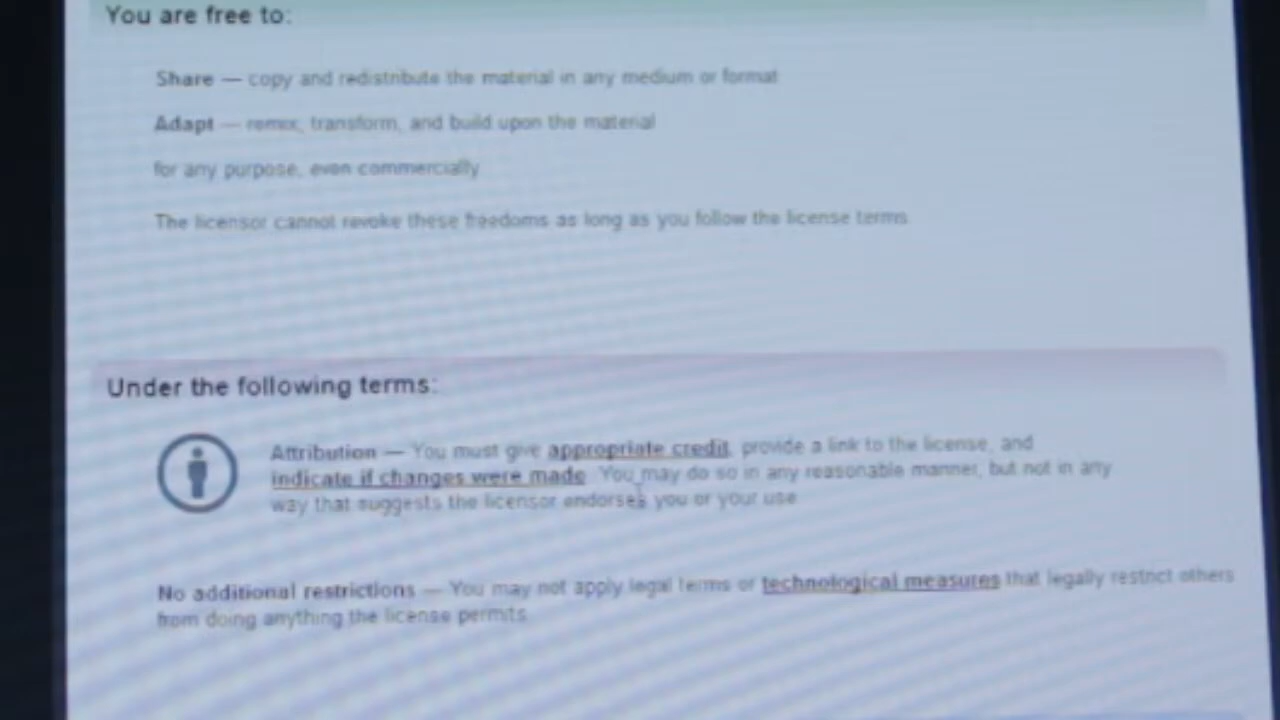 You are free to:
Share — copy and redistribute the material in any medium or format
Adapt — remix, transform, and build upon the material
for any purpose, even commercially
The licensor cannot revoke these freedoms as long as you follow the license terms
Under the following terms:
Attribution — You must give appropriate credit, provide a link to the license, and
indicate if changes were made. You may do so in any reasonable manner, but not in any
way that suggests the licensor endorses you or your use
No additional restrictions — You may not apply legal terms or technological measures that legally restrict others
from doing anything the license permits.